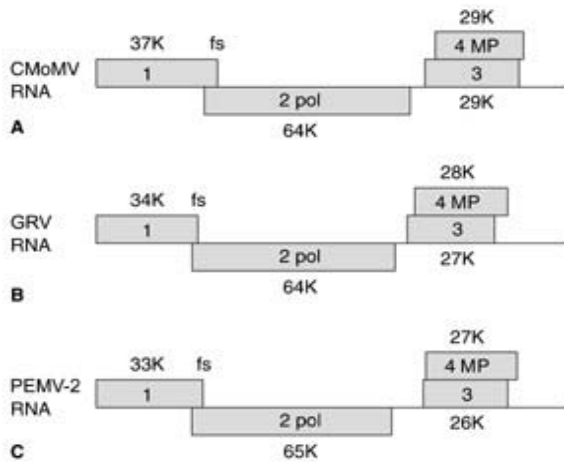 29K
37K fs 4 MP
CMoMV 1 3
RNA 2 pol 29K
A 64K
28K
34K fs 4 MP
GRV 1 3
RNA 2 pol 27K
B 64K
27K
33K fs 4 MP
PEMV-2 1 3
RNA 2 pol 26K
C 65K